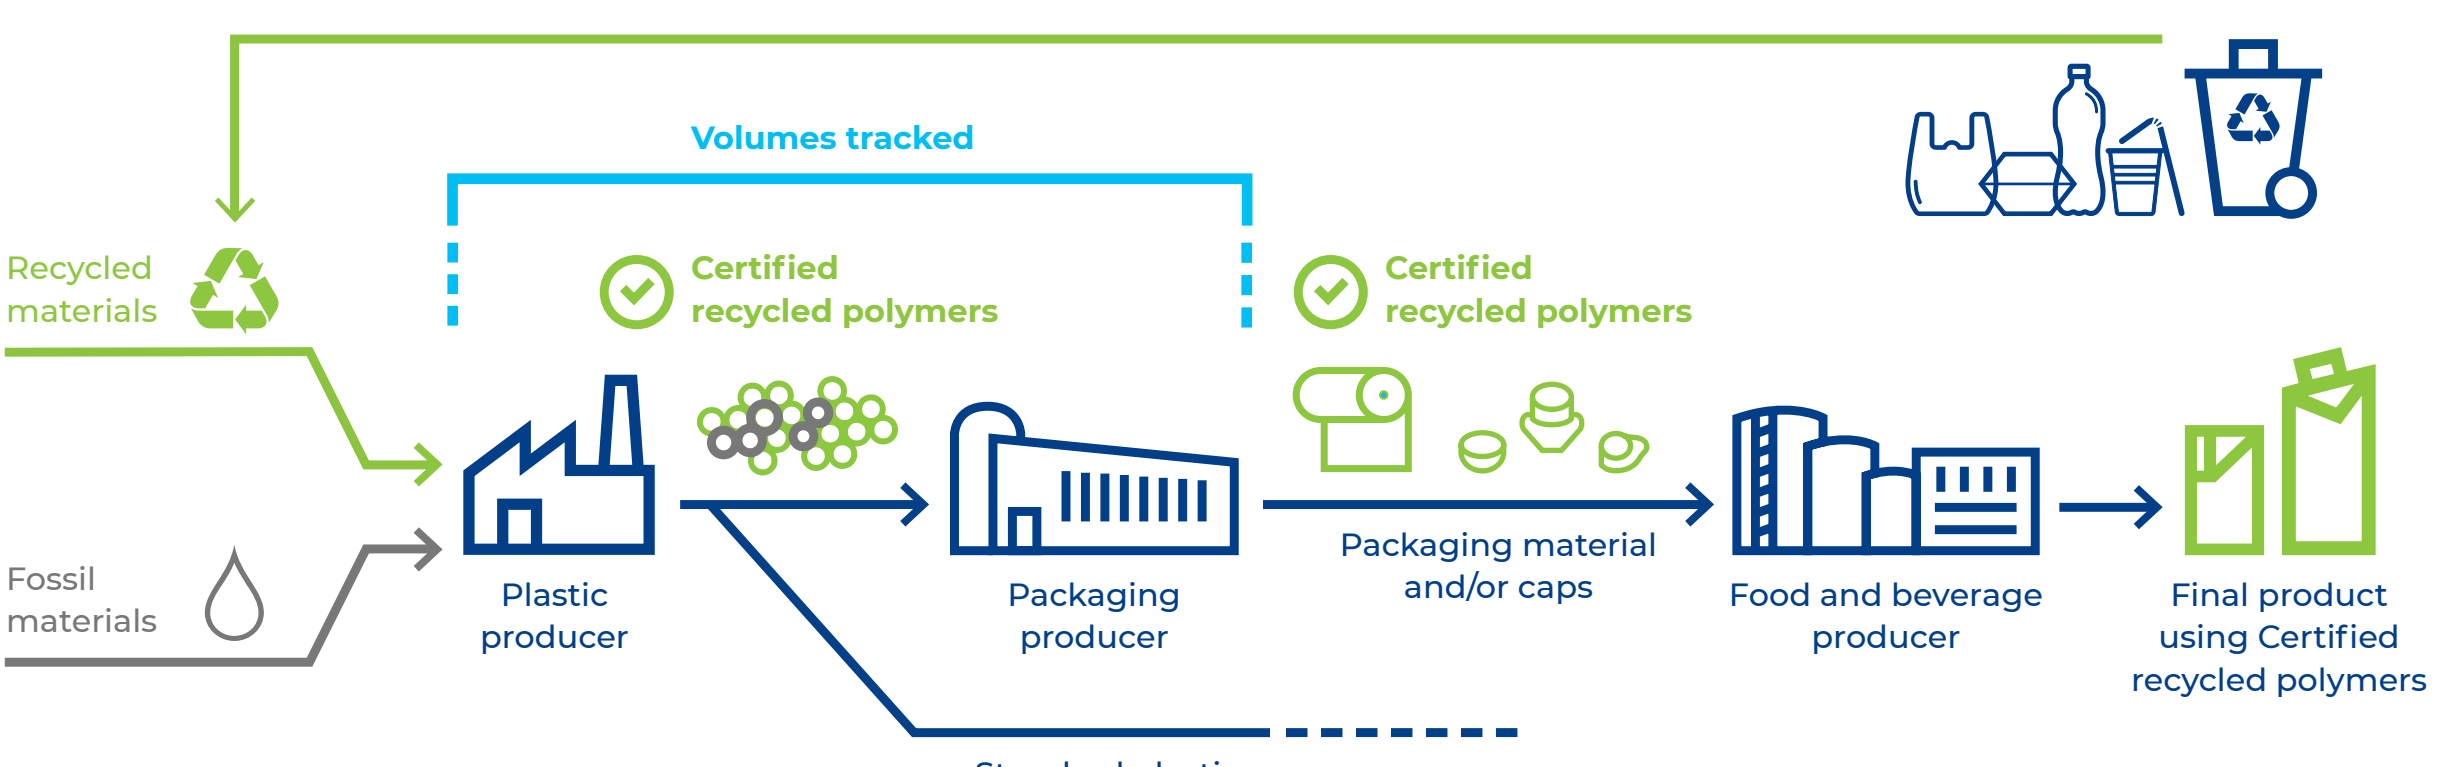 Volumes tracked
Recycled
materials
Certified
recycled polymers
Certified
recycled polymers
Packaging material
and/or caps
Fossil
materials
Plastic
producer
Packaging
producer
Food and beverage
producer
Final product
using Certified
recycled polymers